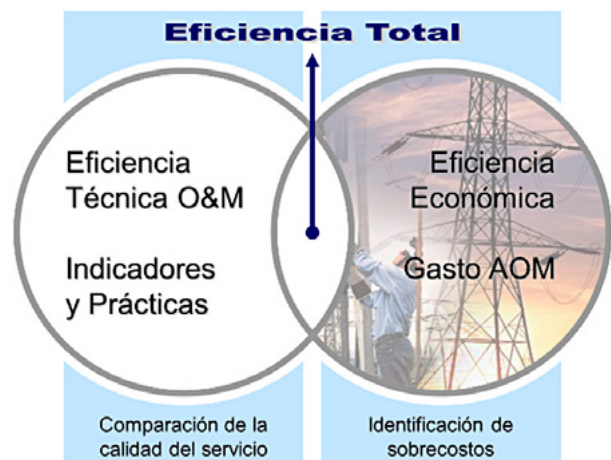 Eficiencia Total
Eficiencia
Técnica O&M
Indicadores
y Prácticas
Eficiencia
Económica
Gasto AOM
Comparación de la
calidad del servicio
Identificación de
sobrecostos